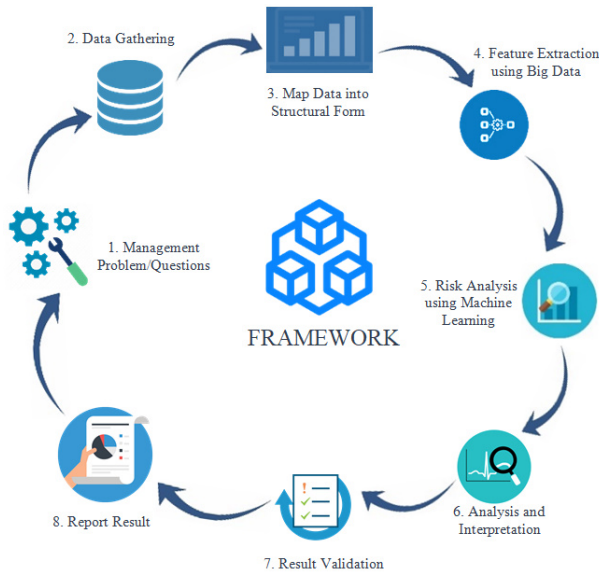 1. Management
Problem/Questions
2. Data Gathering
3. Map Data into
Structural Form
4. Feature Extraction
using Big Data
5. Risk Analysis
using Machine
Learning
6. Analysis and
Interpretation
7. Result Validation
8. Report Result
FRAMEWORK